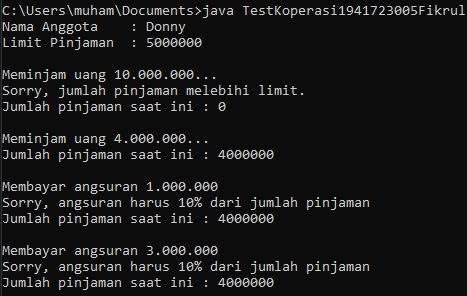 C:\Users\muham\Documents>java TestKoperasi1941723005Fikrul
Nama Anggota   : Donny
Limit Pinjaman  : 5000000
Meminjam uang 10.000.000...
Sorry, jumlah pinjaman melebihi limit.
Jumlah pinjaman saat ini : 0
Meminjam uang 4.000.000...
Jumlah pinjaman saat ini : 4000000
Membayar angsuran 1.000.000
Sorry, angsuran harus 10% dari jumlah pinjaman
Jumlah pinjaman saat ini : 4000000
Membayar angsuran 3.000.000
Sorry, angsuran harus 10% dari jumlah pinjaman
Jumlah pinjaman saat ini : 4000000